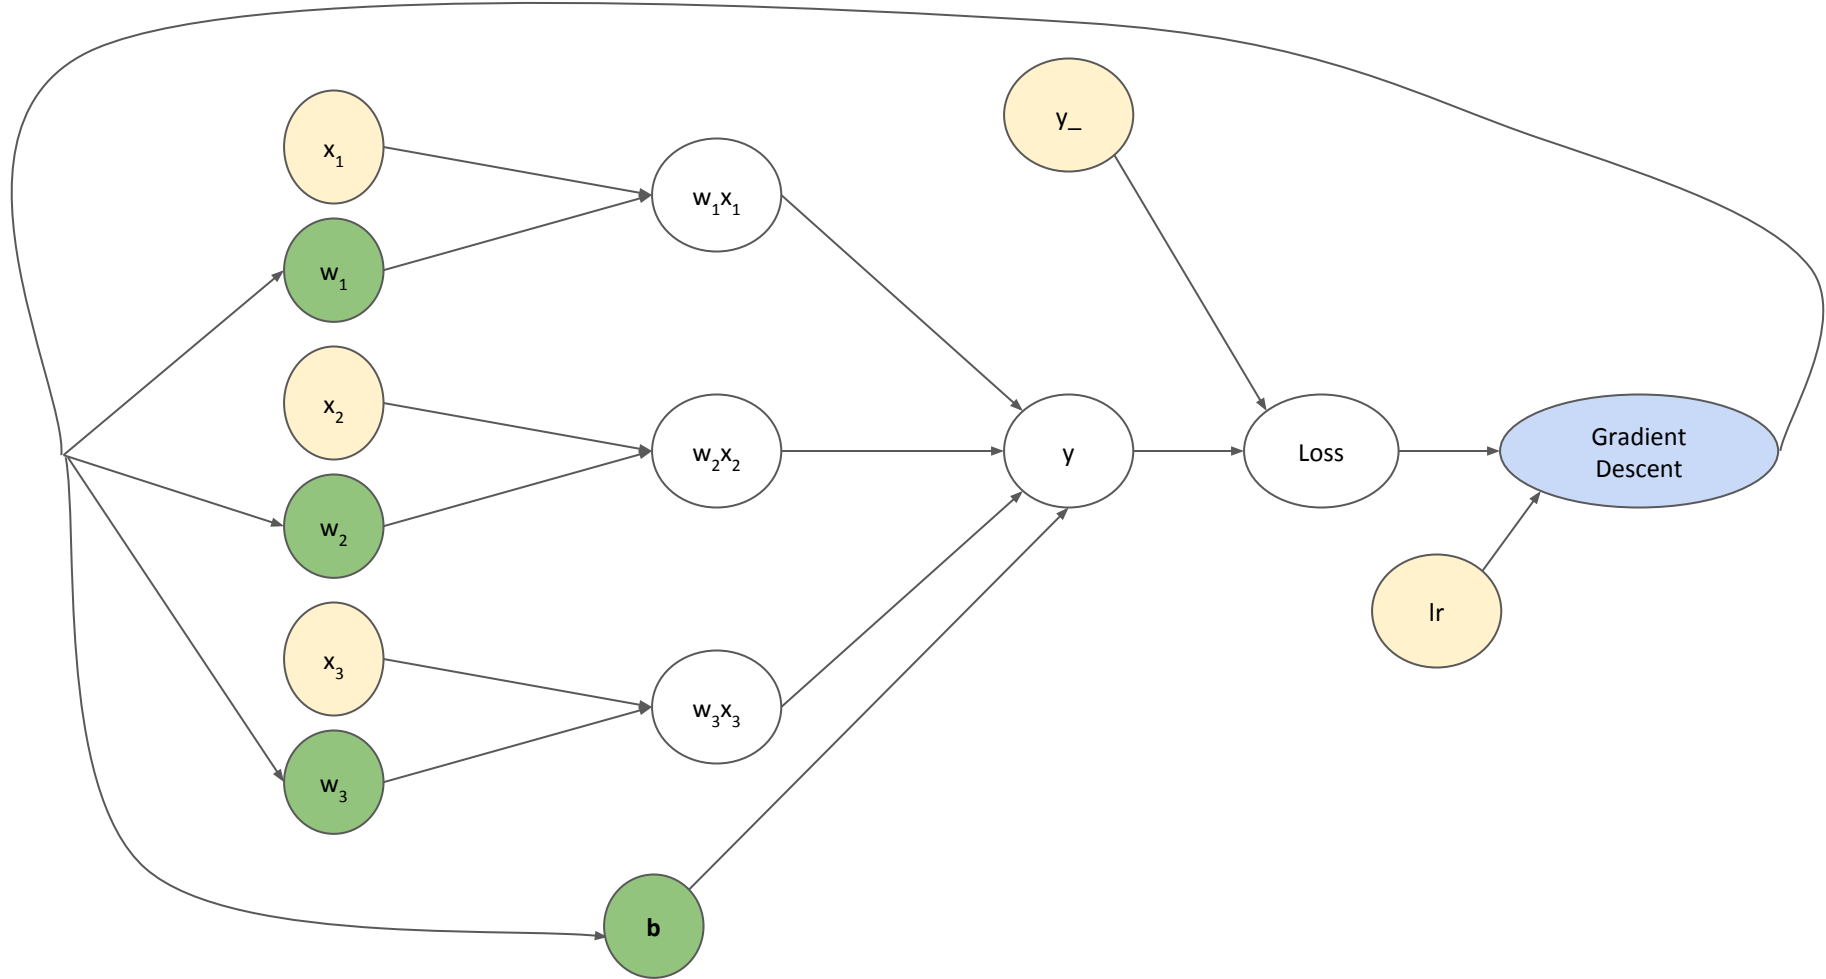 x₁
w₁
w₁x₁
y_
x₂
w₂
w₂x₂
y
Loss
Gradient
Descent
x₃
w₃
w₃x₃
lr
b